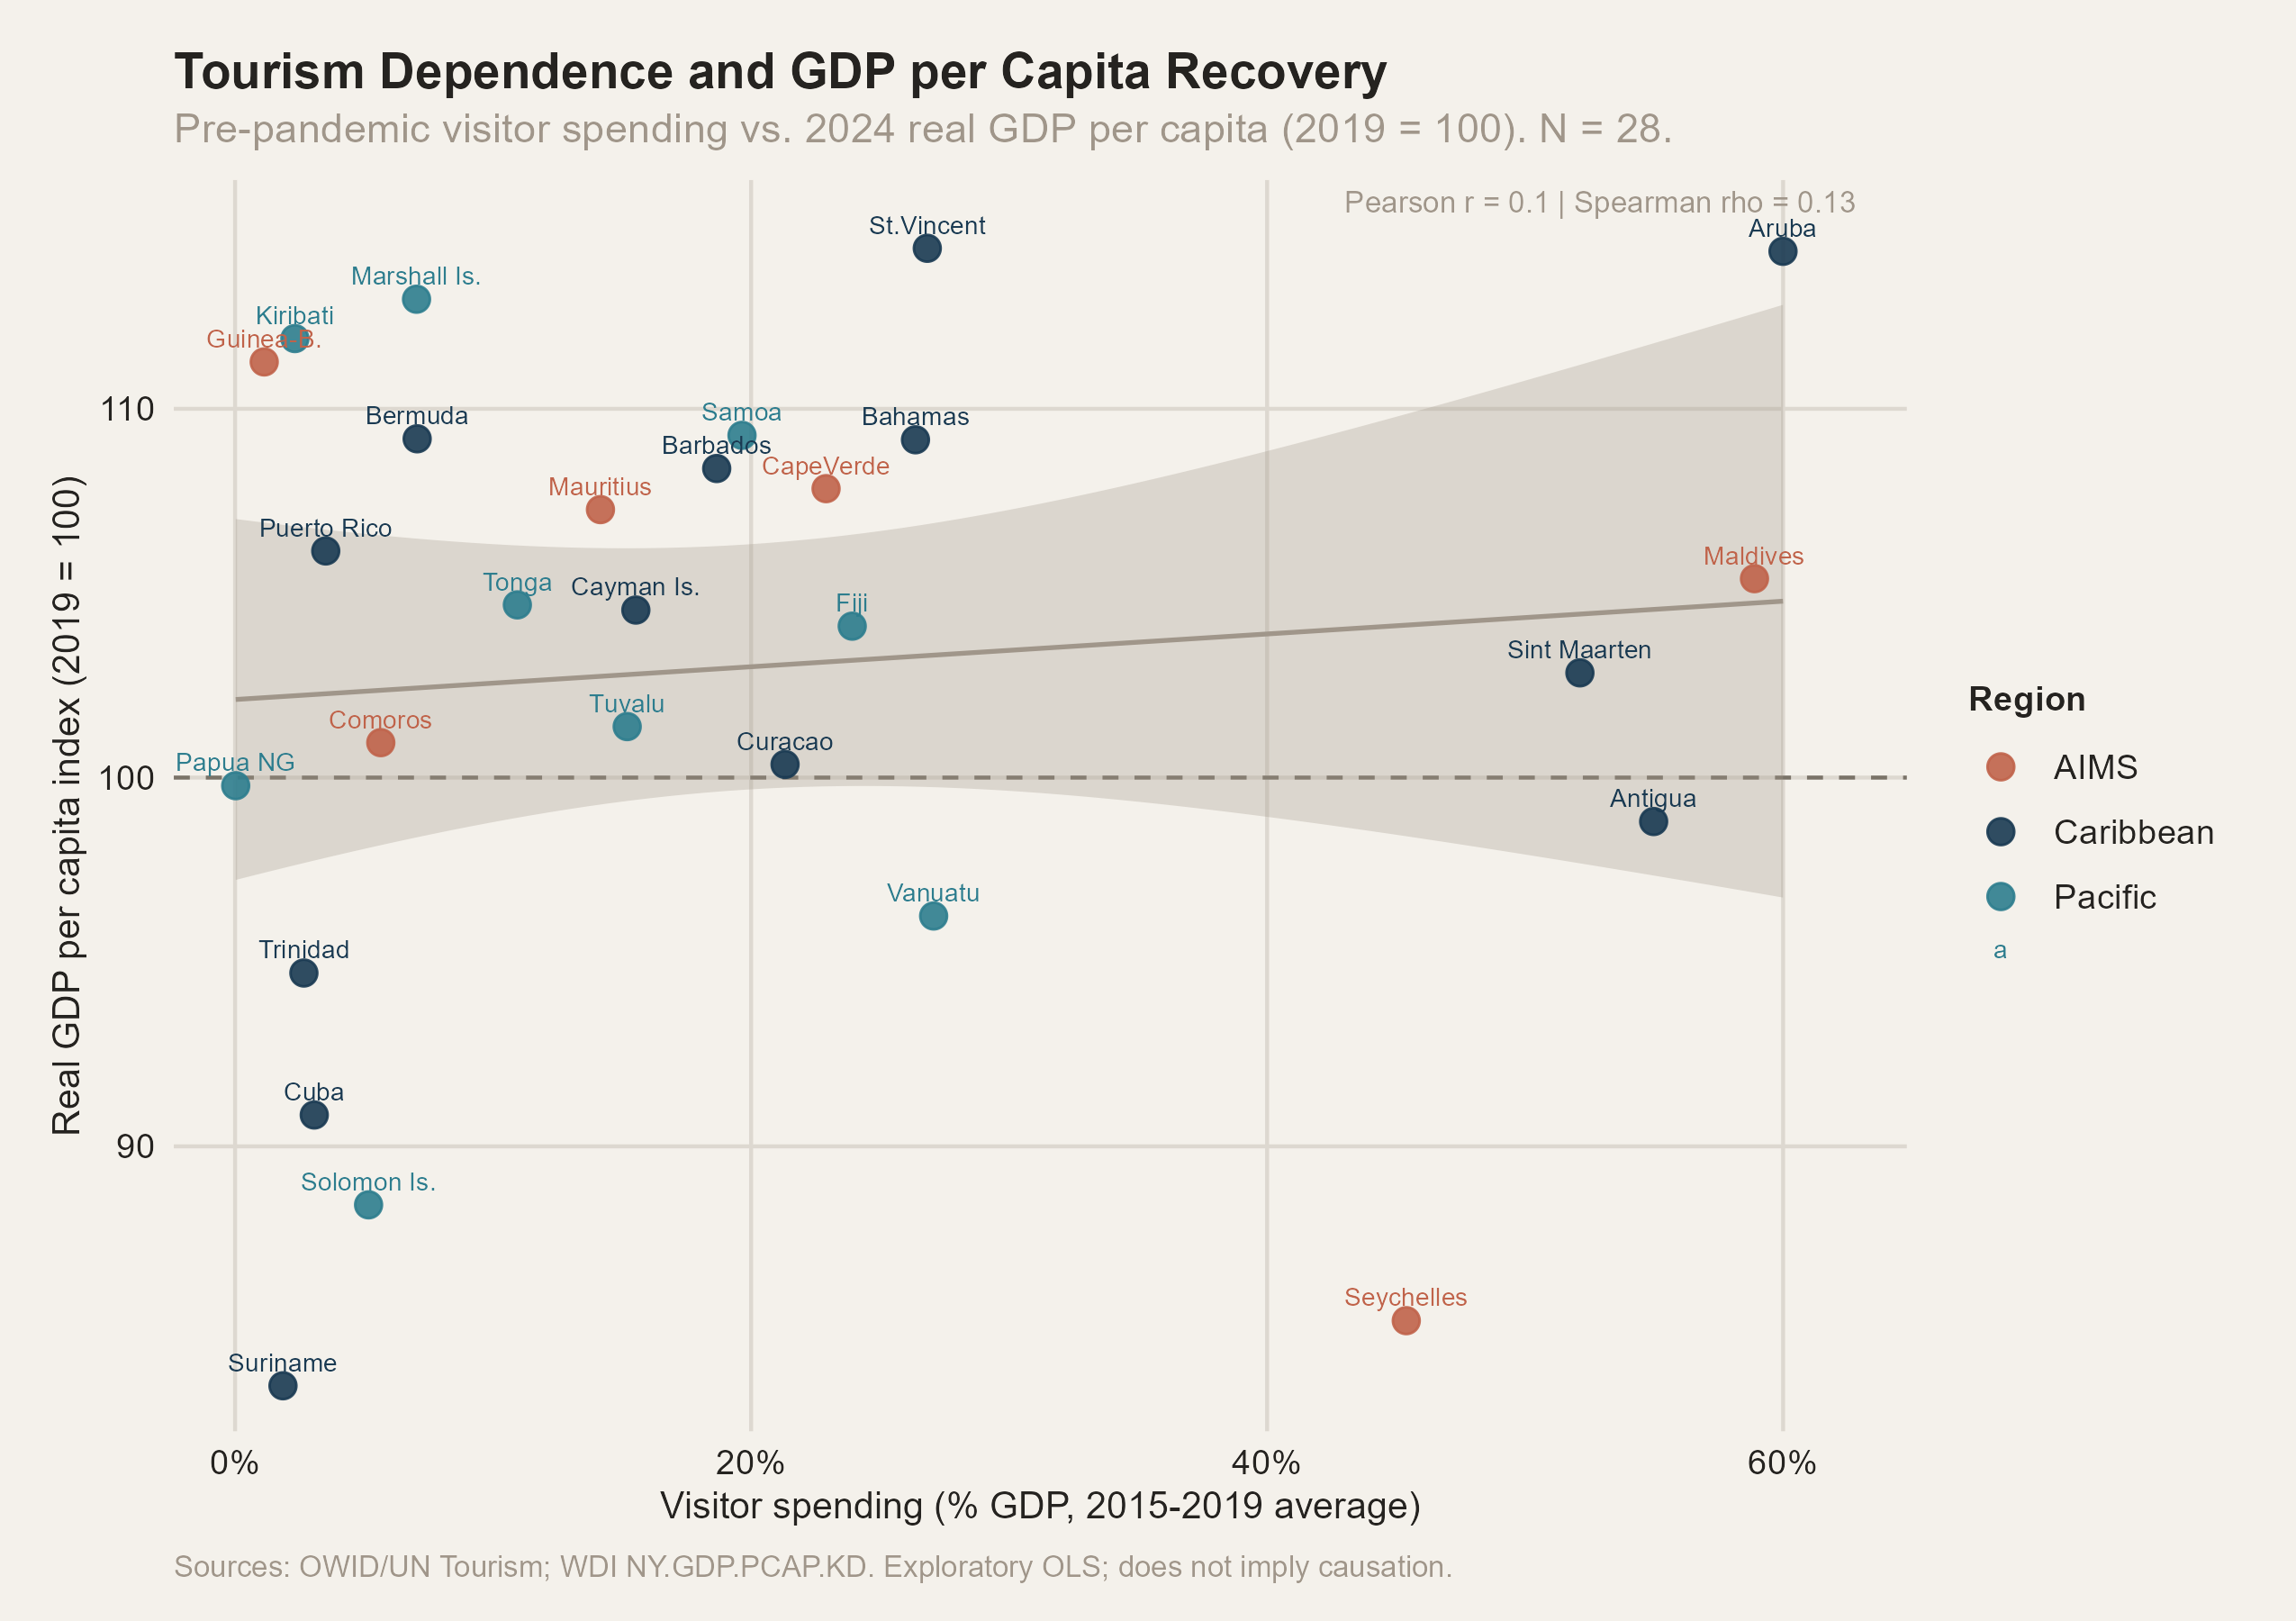 Tourism Dependence and GDP per Capita Recovery
Pre-pandemic visitor spending vs. 2024 real GDP per capita (2019 = 100). N = 28.
Pearson r = 0.1 | Spearman rho = 0.13
St.Vincent
Aruba
Marshall Is.
Kiribati
Guinea-B.
110
Bermuda
Samoa
Bahamas
Barbados
CapeVerde
Mauritius
Puerto Rico
Maldives
Tonga
Cayman Is.
Fiji
Sint Maarten
Tuvalu
Comoros
Curacao
Papua NG
100
Antigua
Vanuatu
Trinidad
Cuba
90
Solomon Is.
Seychelles
Suriname
Real GDP per capita index (2019 = 100)
0%
20%
40%
60%
Visitor spending (% GDP, 2015-2019 average)
Region
AIMS
Caribbean
Pacific
a
Sources: OWID/UN Tourism; WDI NY.GDP.PCAP.KD. Exploratory OLS; does not imply causation.